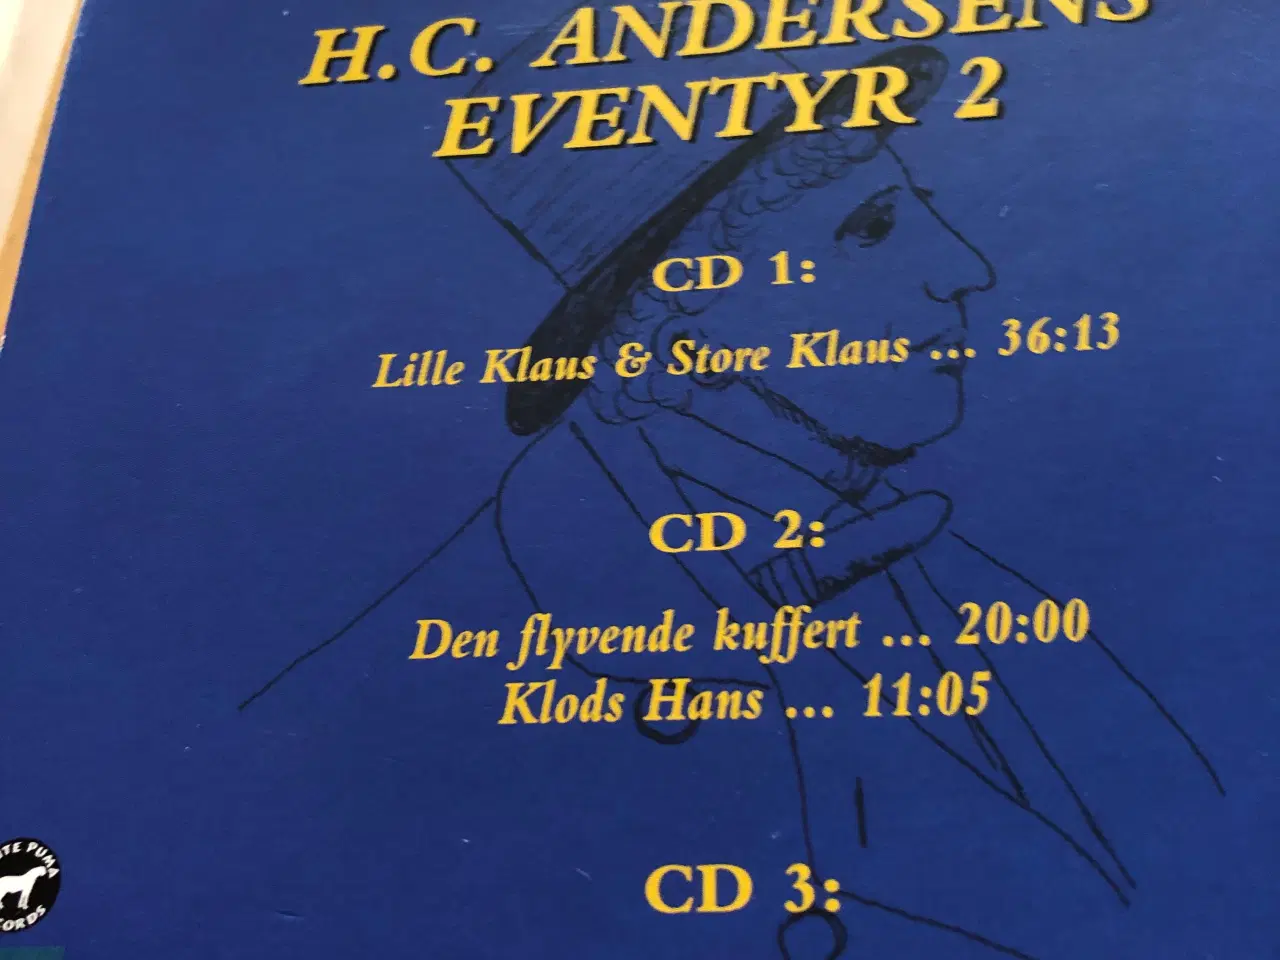 H.C. ANDERSENS
EVENTYR 2
CD 1:
Lille Klaus & Store Klaus ... 36:13
CD 2:
Den flyvende kuffert ... 20:00
Klods Hans ... 11:05
CD 3:
PUMA